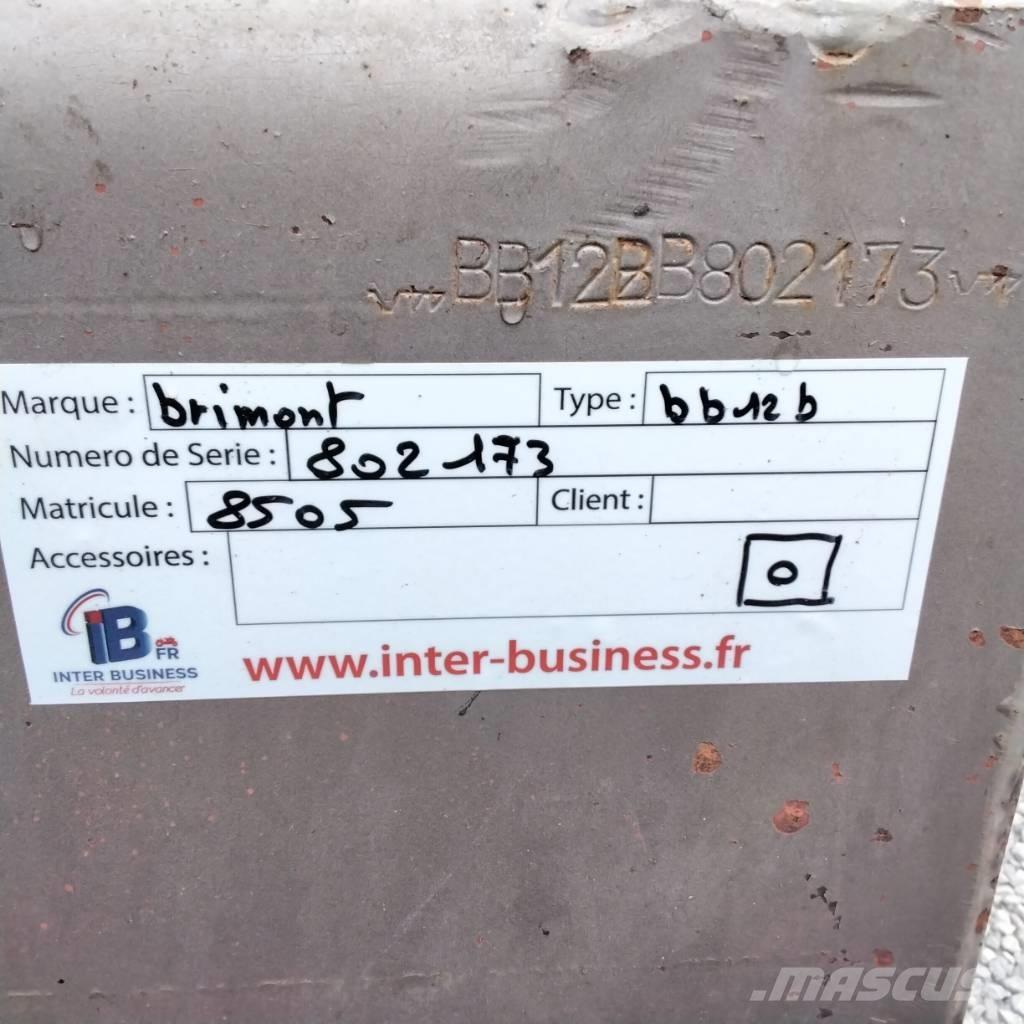 BB12BB802173
Marque : brimont Type : bb12b
Numero de Serie : 802173
Matricule : 8505 Client :
Accessoires : 0
iB
FR
INTER BUSINESS
La volonté d'avancer
www.inter-business.fr
MASCUS